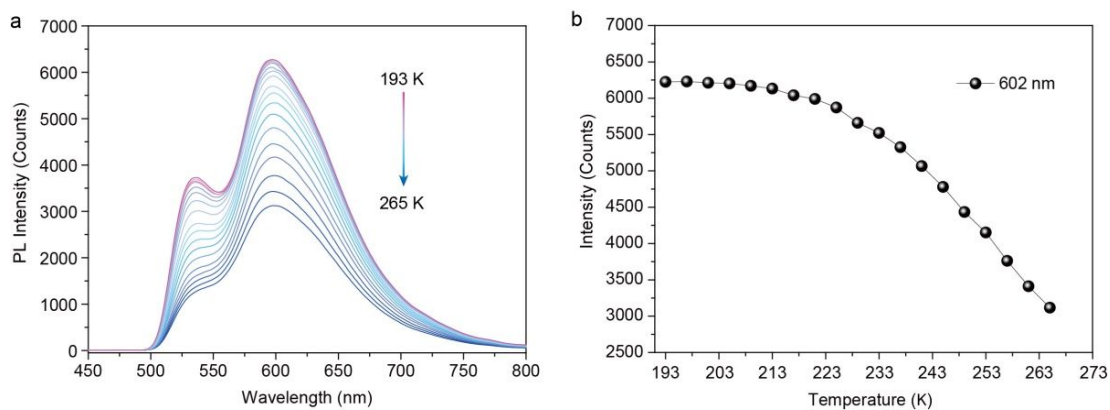 a
7000
6000
5000
4000
3000
2000
1000
0
PL Intensity (Counts)
450 500 550 600 650 700 750 800
Wavelength (nm)
193 K
265 K
b
7000
6500
6000
5500
5000
4500
4000
3500
3000
2500
Intensity (Counts)
193 203 213 223 233 243 253 263 273
Temperature (K)
602 nm